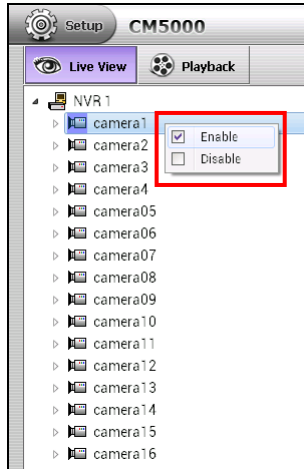 Setup CM5000
Live View Playback
NVR 1
camera1
Enable
camera2
Disable
camera3
camera4
camera05
camera06
camera07
camera08
camera09
camera10
camera11
camera12
camera13
camera14
camera15
camera16